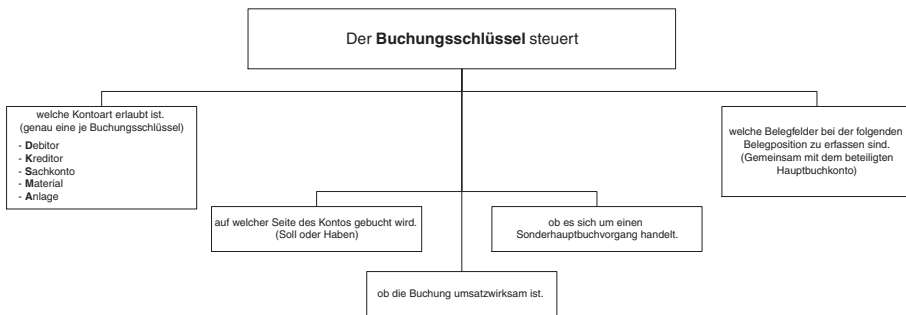 Der Buchungsschlüssel steuert
welche Kontoart erlaubt ist.
(genau eine je Buchungsschlüssel)
- Debitor
- Kreditor
- Sachkonto
- Material
- Anlage
welche Belegfelder bei der folgenden
Belegposition zu erfassen sind.
(Gemeinsam mit dem beteiligten
Hauptbuchkonto)
auf welcher Seite des Kontos gebucht wird.
(Soll oder Haben)
ob es sich um einen
Sonderhauptbuchvorgang handelt.
ob die Buchung umsatzwirksam ist.